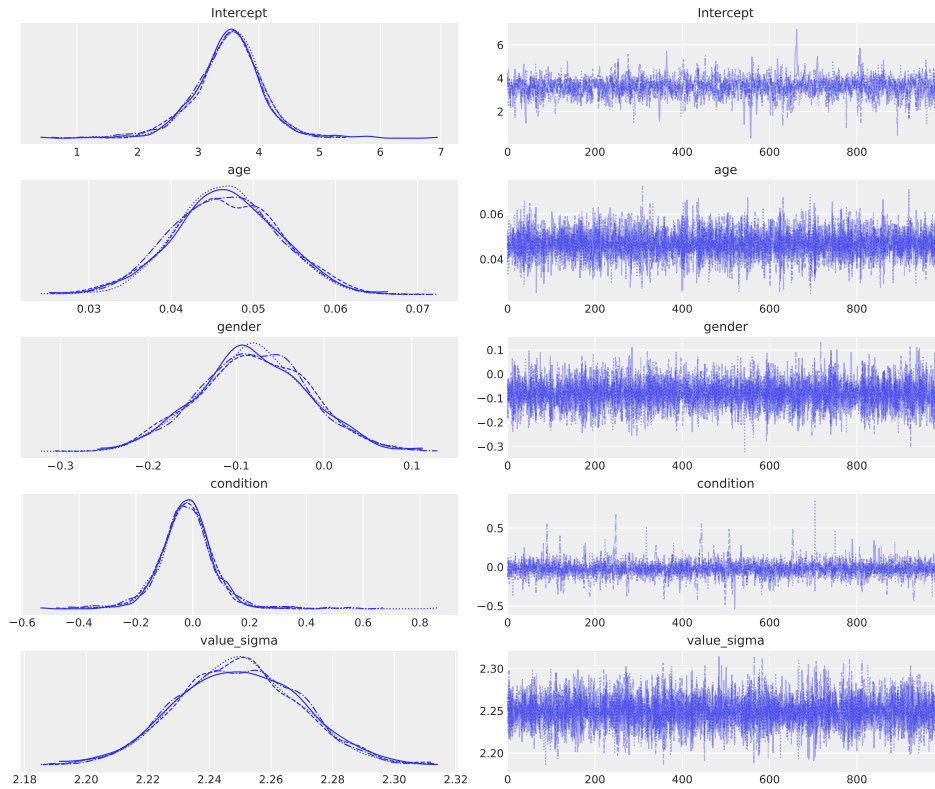 Intercept Intercept
6
4
2
1 2 3 4 5 6 7 0 200 400 600 800
age age
0.06
0.04
0.03 0.04 0.05 0.06 0.07 0 200 400 600 800
gender gender
0.1
0.0
−0.1
−0.2
−0.3
−0.3 −0.2 −0.1 0.0 0.1 0 200 400 600 800
condition condition
0.5
0.0
−0.5
−0.6 −0.4 −0.2 0.0 0.2 0.4 0.6 0.8 0 200 400 600 800
value_sigma value_sigma
2.30
2.25
2.20
2.18 2.20 2.22 2.24 2.26 2.28 2.30 2.32 0 200 400 600 800